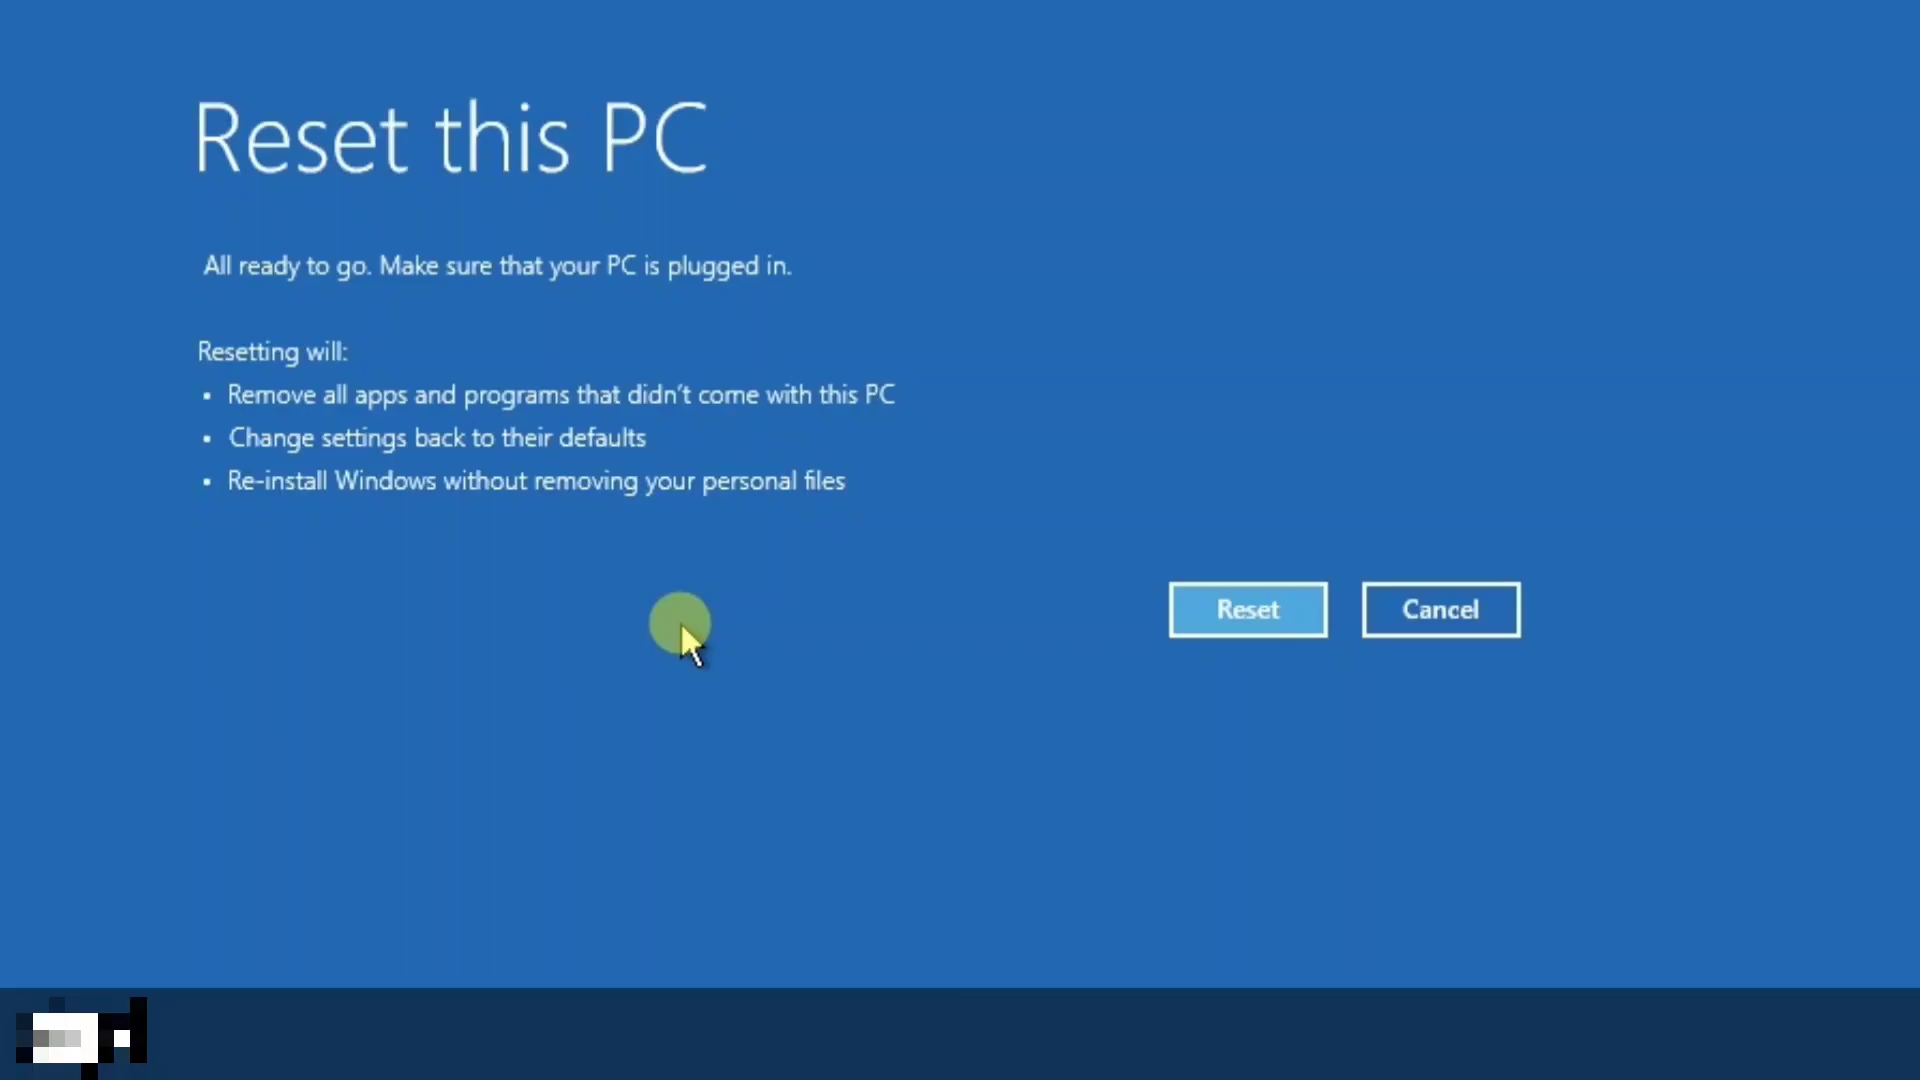 Reset this PC
All ready to go. Make sure that your PC is plugged in.
Resetting will:
• Remove all apps and programs that didn't come with this PC
• Change settings back to their defaults
• Re-install Windows without removing your personal files
Reset
Cancel